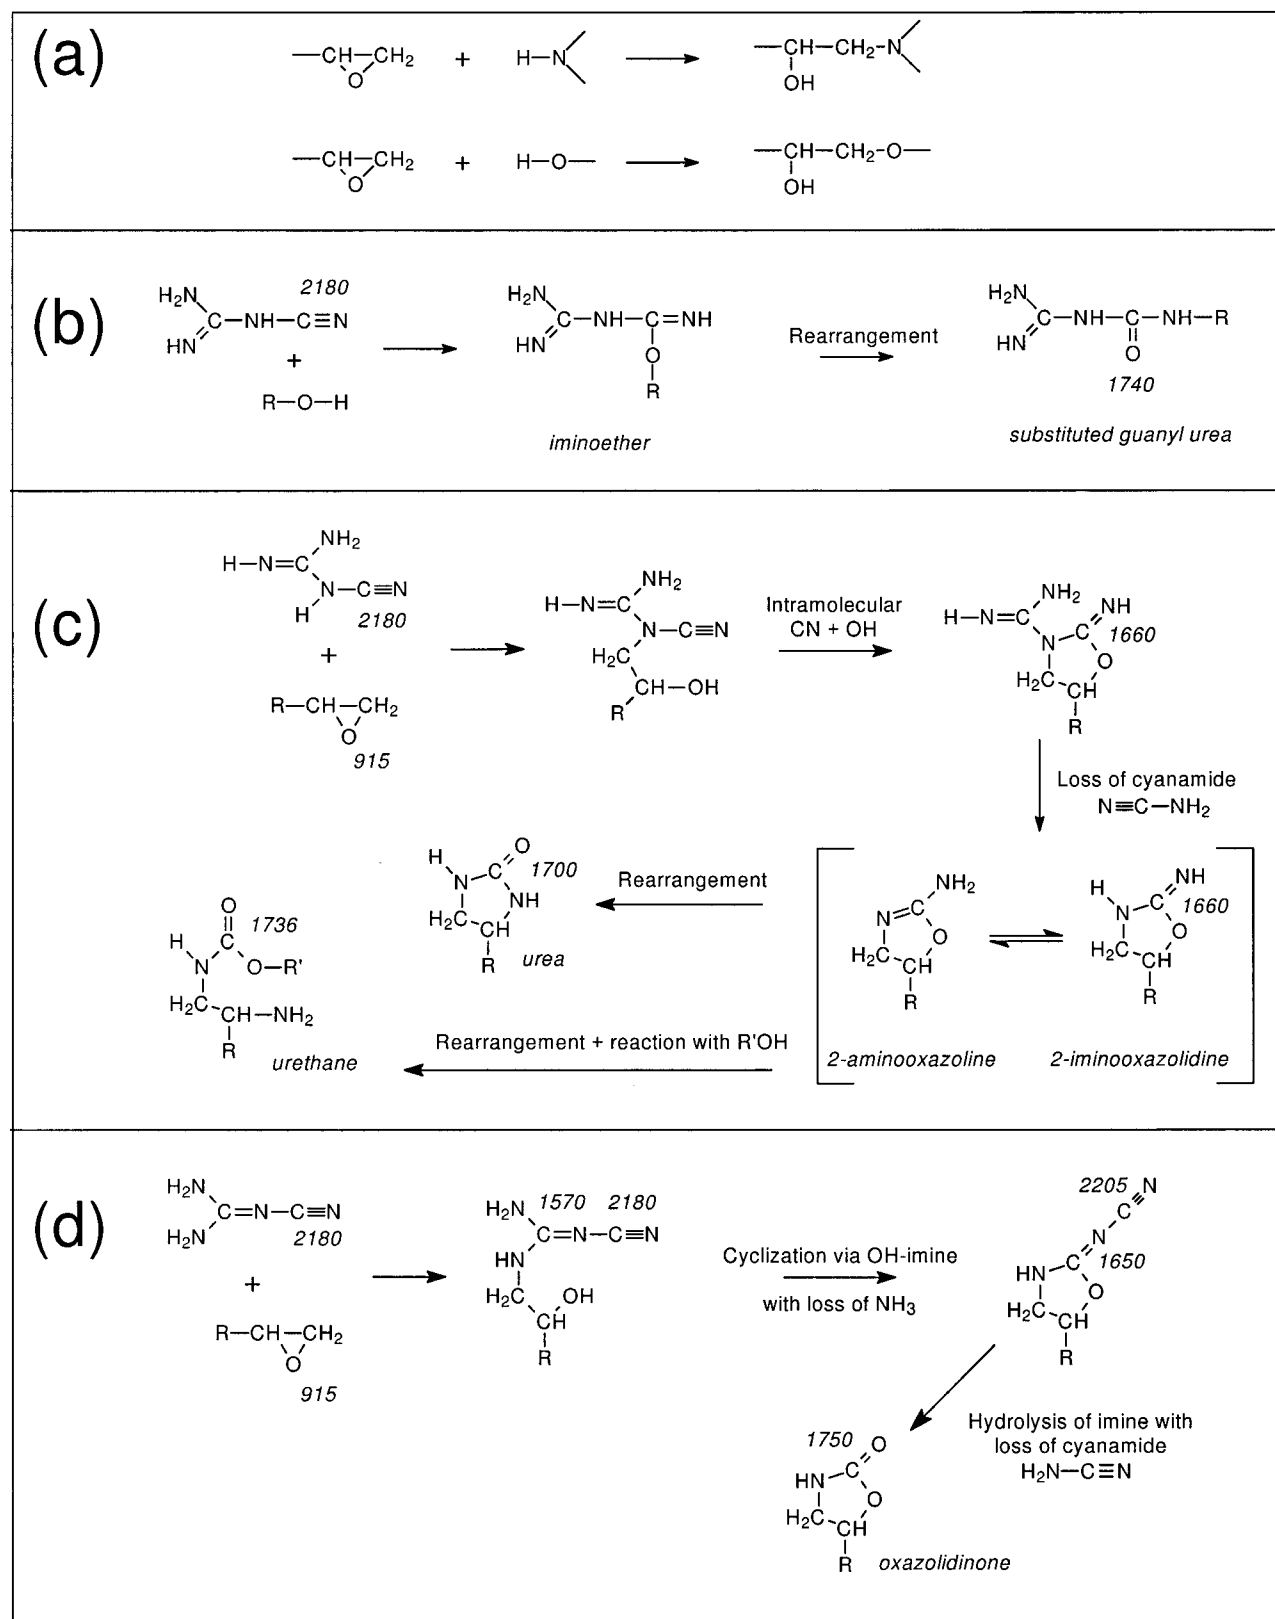 (a)
CH—CH2 + H—N → CH—CH2—N
O
OH
CH—CH2 + H—O— → CH—CH2—O—
O
OH
(b)
2180
H2N
NH—C≡N
HN
+
R—O—H
H2N
C—NH—C=NH
HN
O
R
iminoether
Rearrangement
H2N
C—NH—C—NH—R
HN
O
1740
substituted guanyl urea
(c)
NH2
H—N=C
N—C≡N
H
2180
+
R—CH—CH2
O
915
NH2
H—N=C
N—C≡N
H2C
CH—OH
R
Intramolecular
CN + OH
NH2
NH
H—N=C
C
1660
N
O
H2C
CH
R
Loss of cyanamide
N≡C—NH2
NH2
N=C
O
H2C
CH
R
2-aminooxazoline
H
NH
N—C
1660
O
H2C
CH
R
2-iminooxazolidine
Rearrangement
H
O
C
1700
N
NH
H2C
CH
R
urea
Rearrangement + reaction with R'OH
O
1736
H
C
N
O—R'
H2C
CH—NH2
R
urethane
(d)
H2N
C=N—C≡N
H2N
2180
+
R—CH—CH2
O
915
H2N
1570
2180
C=N—C≡N
HN
H2C
OH
CH
R
Cyclization via OH-imine
with loss of NH3
2205
N
C
N
HN
C
1650
O
H2C
CH
R
Hydrolysis of imine with
loss of cyanamide
H2N—C≡N
1750
O
HN
C
O
H2C
CH
R
oxazolidinone